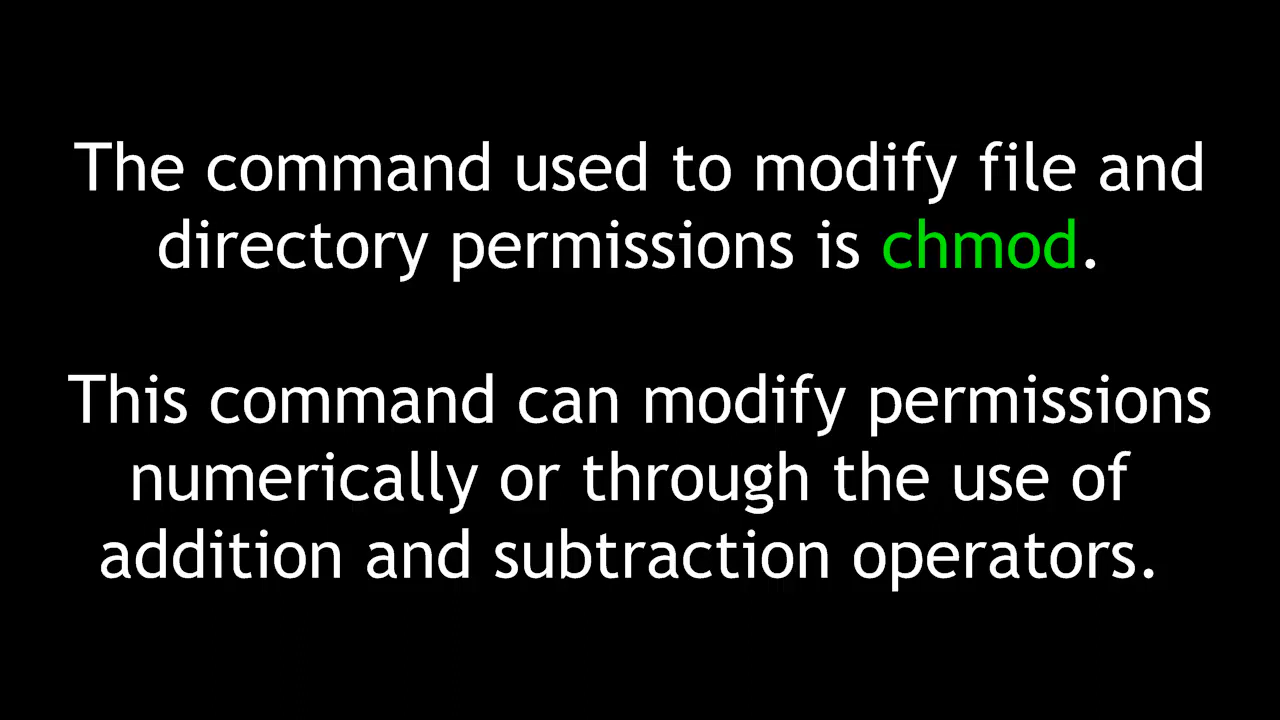 The command used to modify file and
directory permissions is chmod.
This command can modify permissions
numerically or through the use of
addition and subtraction operators.